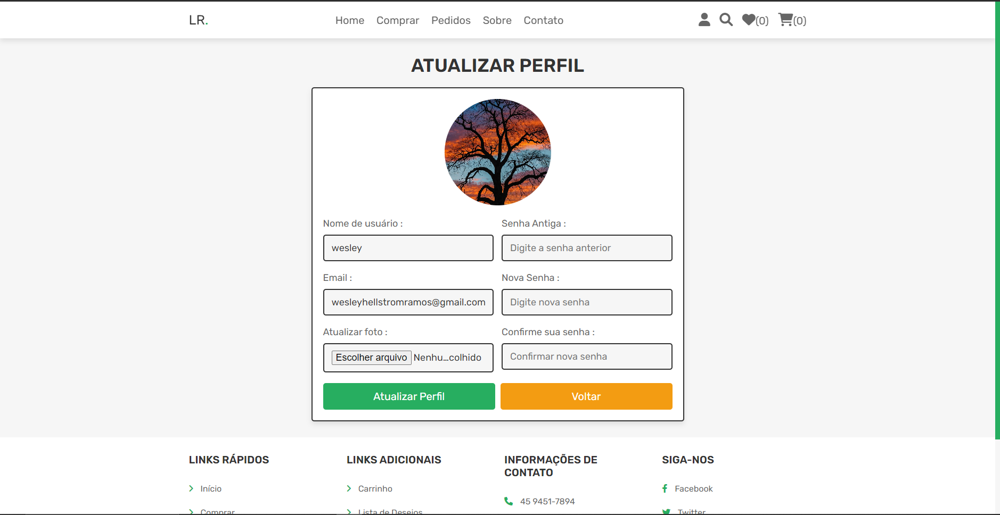 LR.
Home Comprar Pedidos Sobre Contato
(0) (0)
ATUALIZAR PERFIL
Nome de usuário : Senha Antiga :
wesley Digite a senha anterior
Email : Nova Senha :
wesleyhellstromramos@gmail.com Digite nova senha
Atualizar foto : Confirme sua senha :
Escolher arquivo Nenhu...colhido Confirmar nova senha
Atualizar Perfil Voltar
LINKS RÁPIDOS LINKS ADICIONAIS INFORMAÇÕES DE SIGA-NOS
CONTATO
Início Carrinho Facebook
45 9451-7894
Comprar Lista de Desejos Twitter